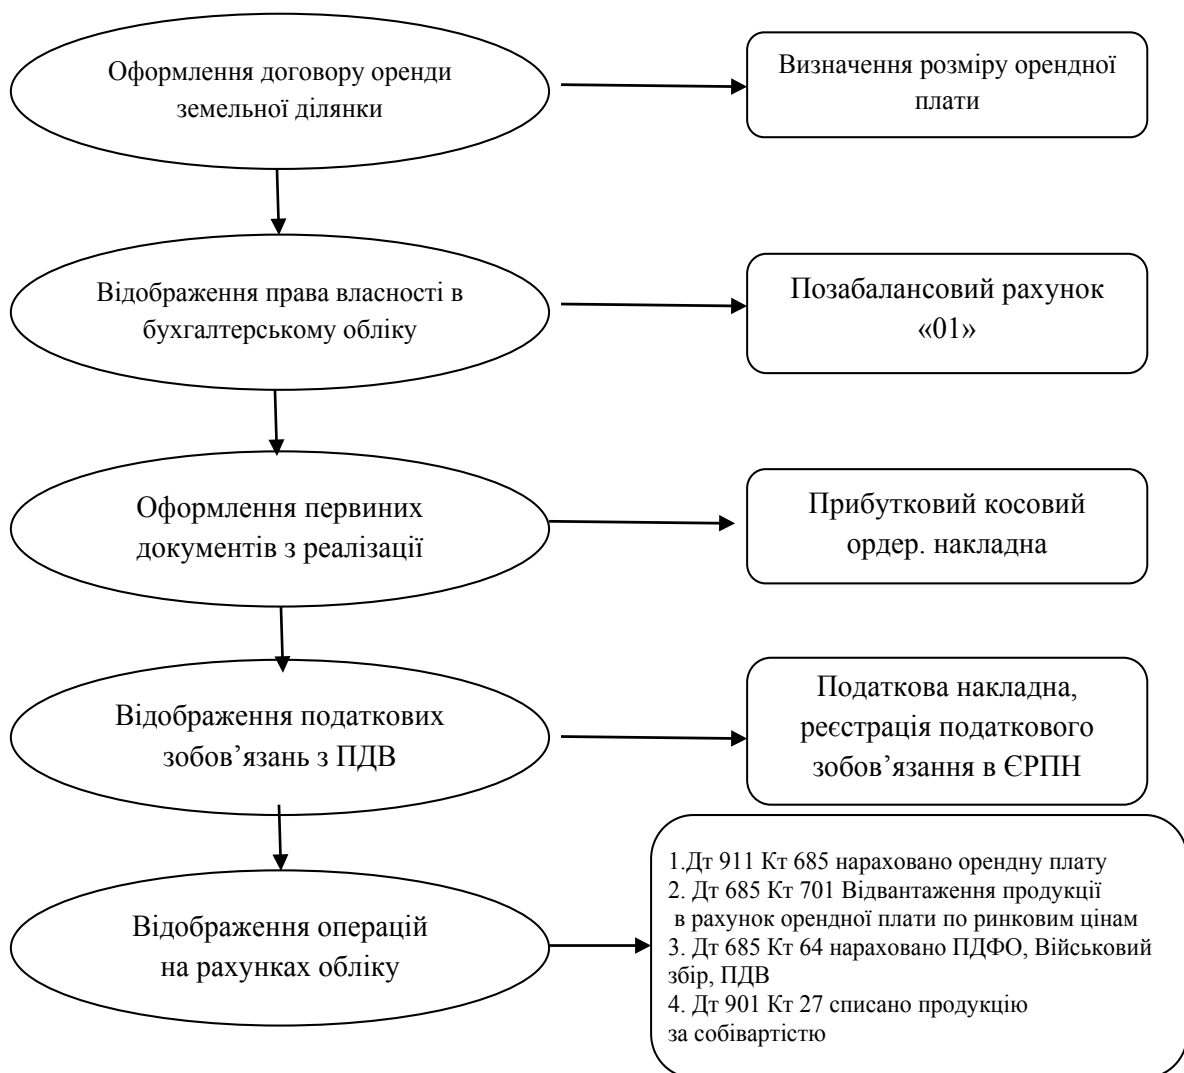 Оформлення договору оренди
земельної ділянки
Визначення розміру орендної
плати
Відображення права власності в
бухгалтерському обліку
Позабалансовий рахунок
«01»
Оформлення первиних
документів з реалізації
Прибутковий косовий
ордер. накладна
Відображення податкових
зобов’язань з ПДВ
Податкова накладна,
реєстрація податкового
зобов’язання в ЄРПН
Відображення операцій
на рахунках обліку
1.Дт 911 Кт 685 нараховано орендну плату
2. Дт 685 Кт 701 Відвантаження продукції
в рахунок орендної плати по ринковим цінам
3. Дт 685 Кт 64 нараховано ПДФО, Військовий
збір, ПДВ
4. Дт 901 Кт 27 списано продукцію
за собівартістю